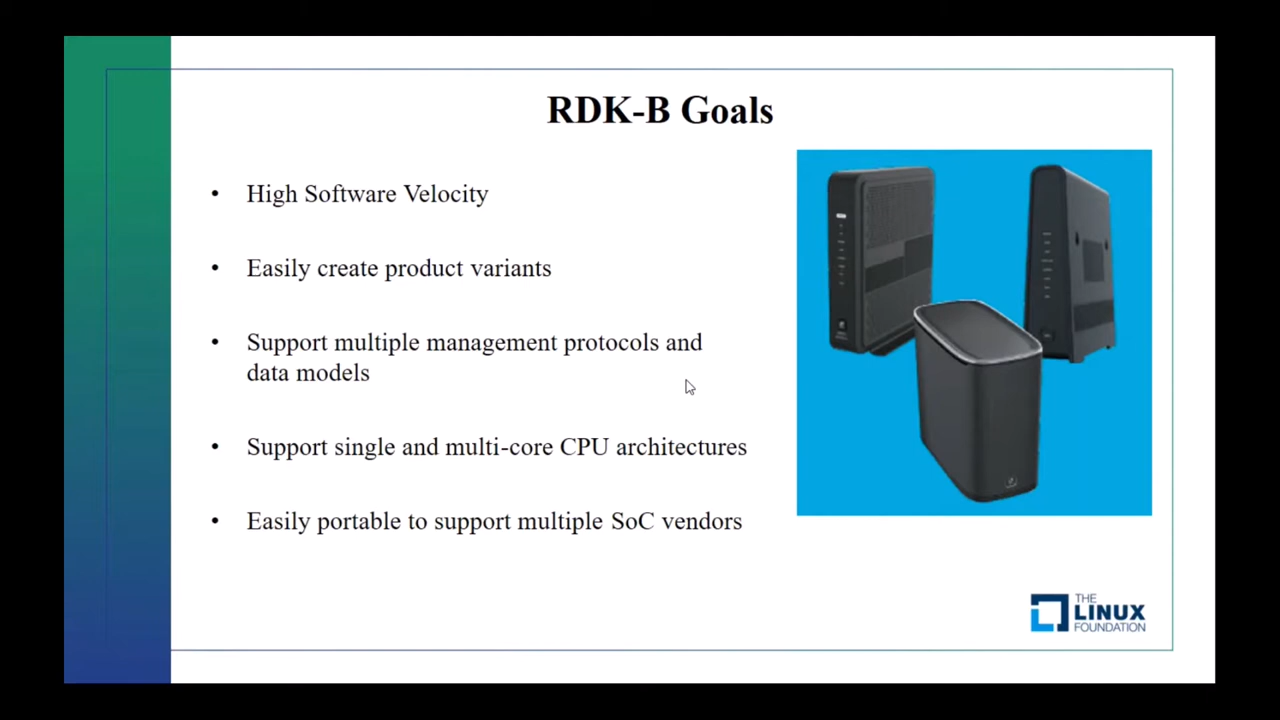 RDK-B Goals
• High Software Velocity
• Easily create product variants
• Support multiple management protocols and
data models
• Support single and multi-core CPU architectures
• Easily portable to support multiple SoC vendors
THE
LINUX
FOUNDATION